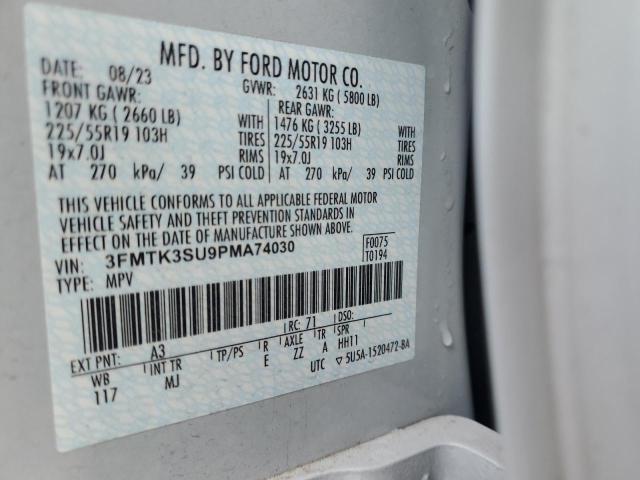 MFD. BY FORD MOTOR CO.
DATE: 08/23 GVWR: 2631 KG ( 5800 LB)
FRONT GAWR: REAR GAWR:
1207 KG ( 2660 LB) WITH 1476 KG ( 3255 LB) WITH
225/55R19 103H TIRES 225/55R19 103H TIRES
19x7.0J RIMS 19x7.0J RIMS
AT 270 kPa/ 39 PSI COLD AT 270 kPa/ 39 PSI COLD
THIS VEHICLE CONFORMS TO ALL APPLICABLE FEDERAL MOTOR
VEHICLE SAFETY AND THEFT PREVENTION STANDARDS IN
EFFECT ON THE DATE OF MANUFACTURE SHOWN ABOVE.
VIN: 3FMTK3SU9PMA74030 F0075
TYPE: MPV T0194
RC: 71 DSO:
EXT PNT: A3 R AXLE TR SPR
WB INT TR TP/PS E ZZ A HH11
117 MJ UTC ▽ 5U5A-1520472-BA